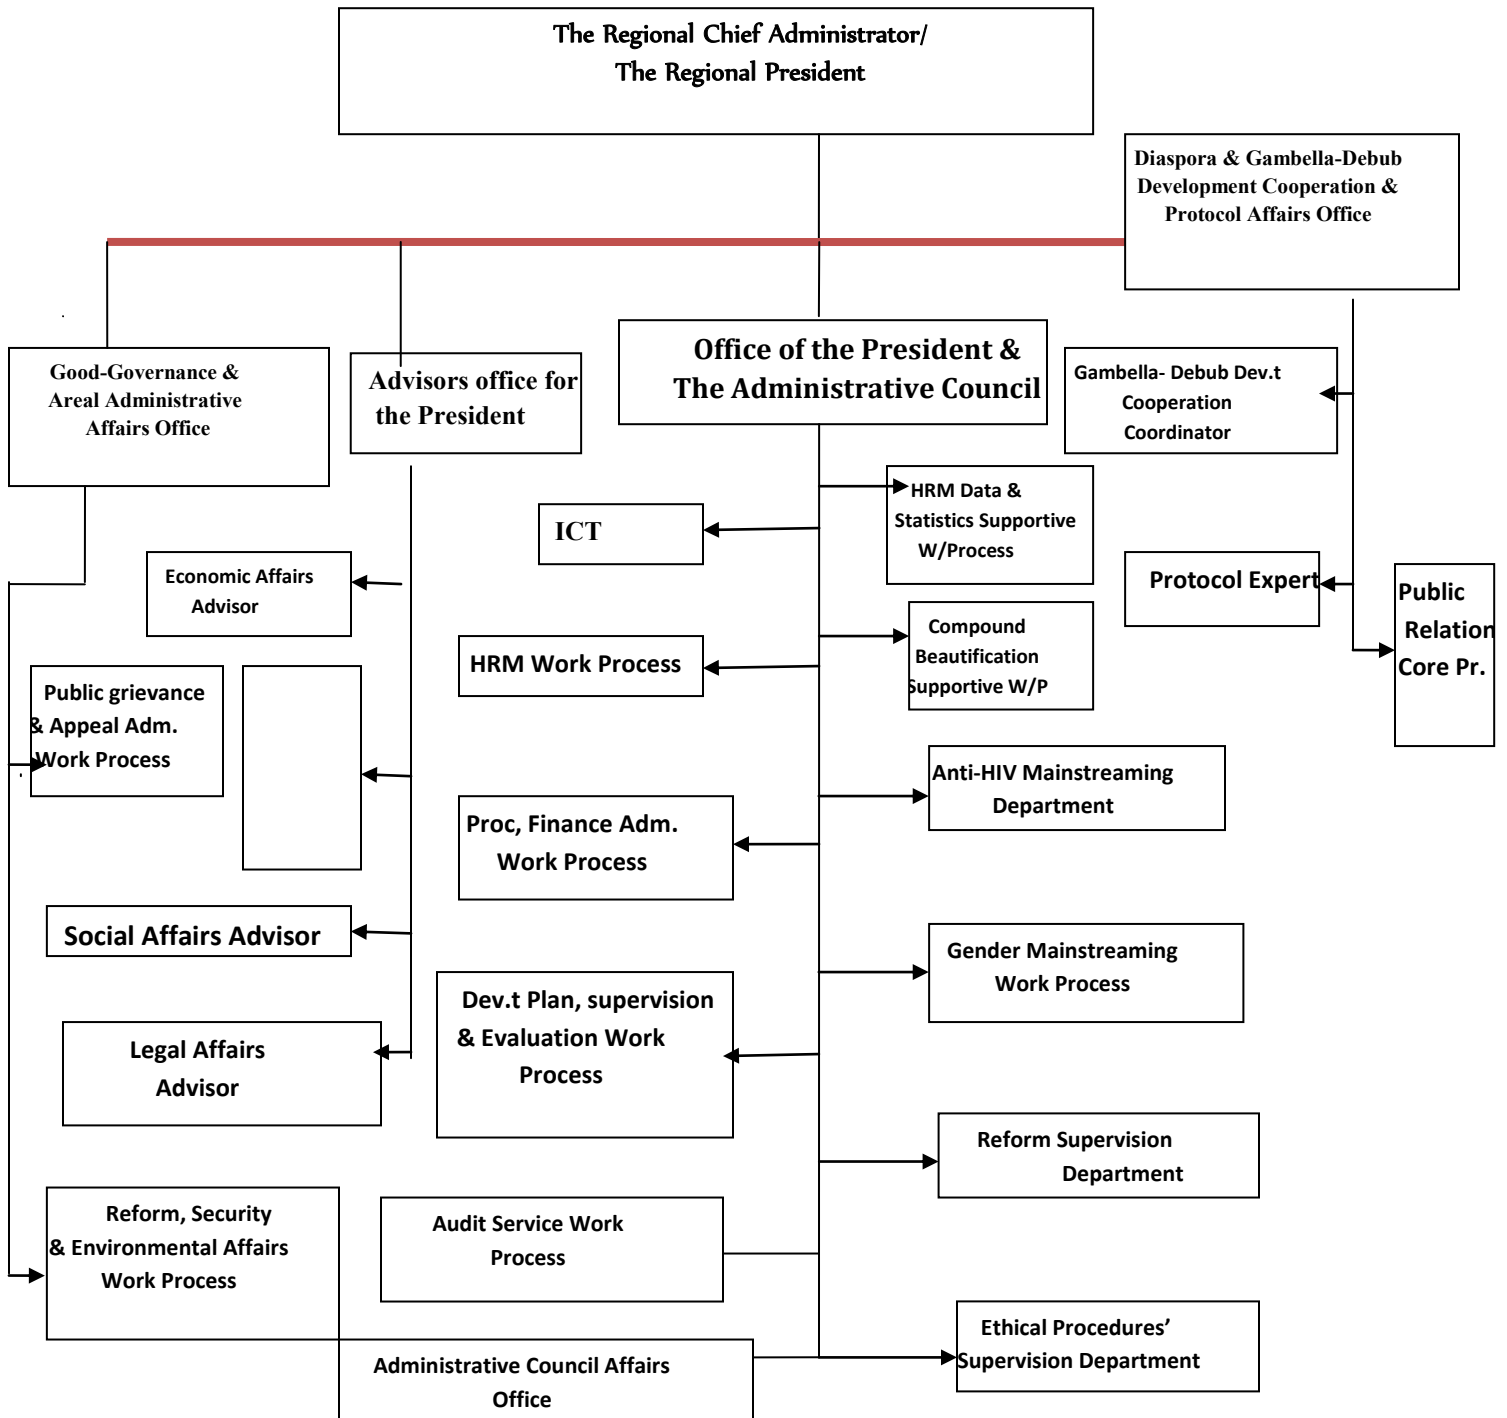 The Regional Chief Administrator/
The Regional President
Diaspora & Gambella-Debub
Development Cooperation &
Protocol Affairs Office
Good-Governance &
Areal Administrative
Affairs Office
Advisors office for
the President
Office of the President &
The Administrative Council
Gambella- Debub Dev.t
Cooperation
Coordinator
HRM Data &
Statistics Supportive
W/Process
ICT
Economic Affairs
Advisor
Protocol Expert
Public
Relation
Core Pr.
Compound
Beautification
Supportive W/P
HRM Work Process
Public grievance
& Appeal Adm.
Work Process
Anti-HIV Mainstreaming
Department
Proc, Finance Adm.
Work Process
Social Affairs Advisor
Gender Mainstreaming
Work Process
Dev.t Plan, supervision
& Evaluation Work
Process
Legal Affairs
Advisor
Reform Supervision
Department
Reform, Security
& Environmental Affairs
Work Process
Audit Service Work
Process
Ethical Procedures’
Supervision Department
Administrative Council Affairs
Office